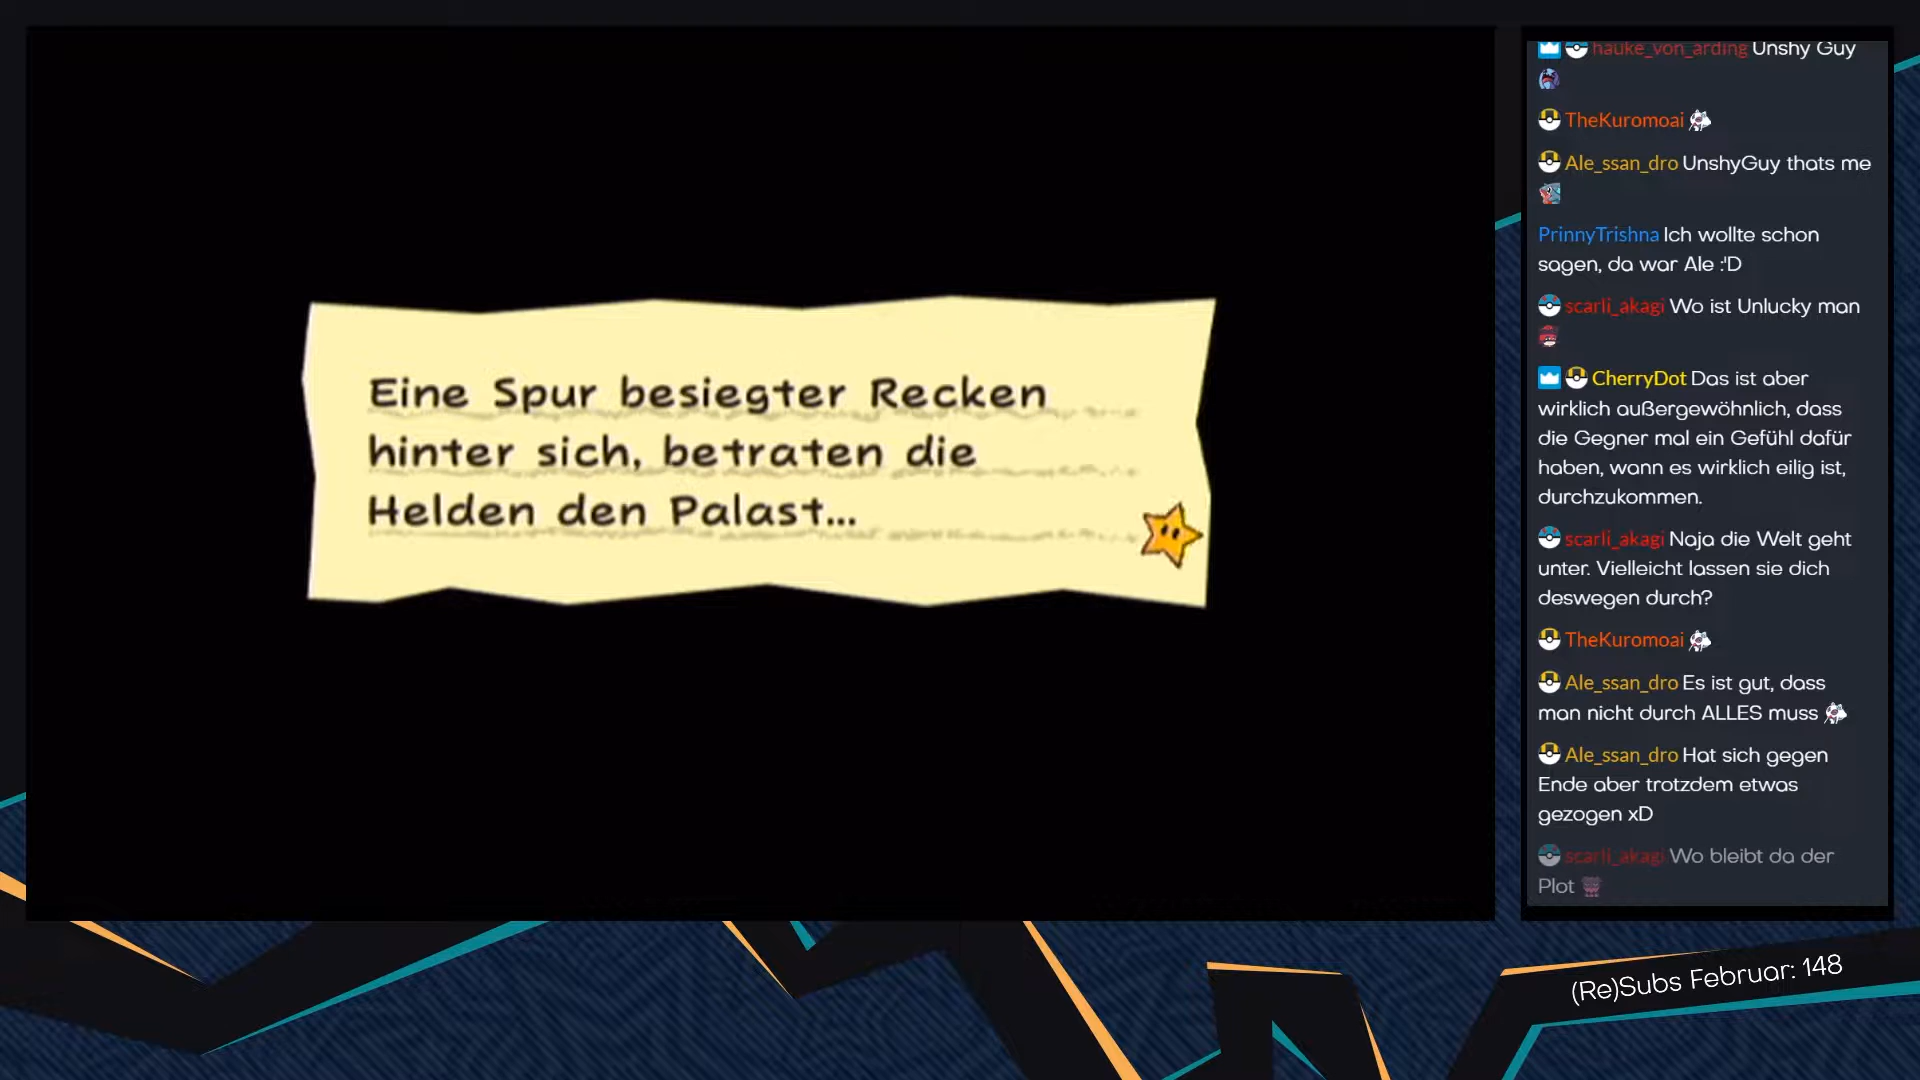 Eine Spur besiegter Recken
hinter sich, betraten die
Helden den Palast...
hauke_von_arding Unshy Guy
TheKuromoai
Ale_ssan_dro UnshyGuy thats me
PrinnyTrishna Ich wollte schon
sagen, da war Ale :'D
scarli_akagi Wo ist Unlucky man
CherryDot Das ist aber
wirklich außergewöhnlich, dass
die Gegner mal ein Gefühl dafür
haben, wann es wirklich eilig ist,
durchzukommen.
scarli_akagi Naja die Welt geht
unter. Vielleicht lassen sie dich
deswegen durch?
TheKuromoai
Ale_ssan_dro Es ist gut, dass
man nicht durch ALLES muss
Ale_ssan_dro Hat sich gegen
Ende aber trotzdem etwas
gezogen xD
scarli_akagi Wo bleibt da der
Plot
(Re)Subs Februar: 148